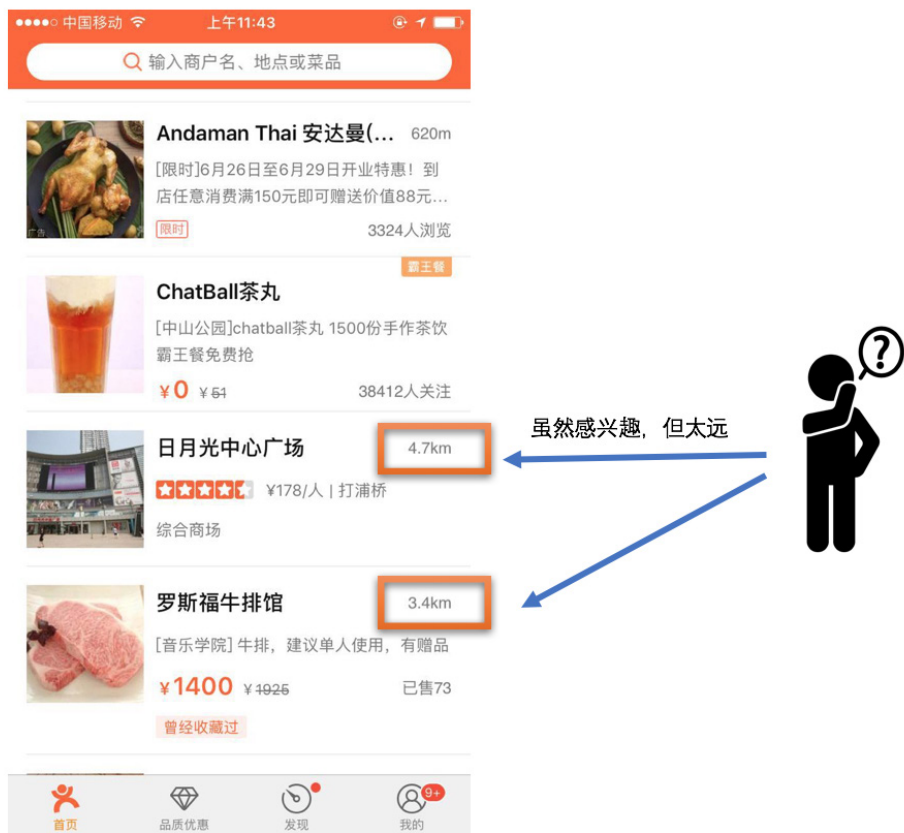 中国移动
上午11:43
输入商户名、地点或菜品
Andaman Thai 安达曼(... 620m
[限时]6月26日至6月29日开业特惠！到
店任意消费满150元即可赠送价值88元...
广告
限时
3324人浏览
霸王餐
ChatBall茶丸
[中山公园]chatball茶丸 1500份手作茶饮
霸王餐免费抢
¥0 ¥51
38412人关注
日月光中心广场 4.7km
¥178/人 | 打浦桥
综合商场
虽然感兴趣，但太远
?
罗斯福牛排馆 3.4km
[音乐学院] 牛排，建议单人使用，有赠品
¥1400 ¥1925
已售73
曾经收藏过
首页
品质优惠
发现
9+
我的